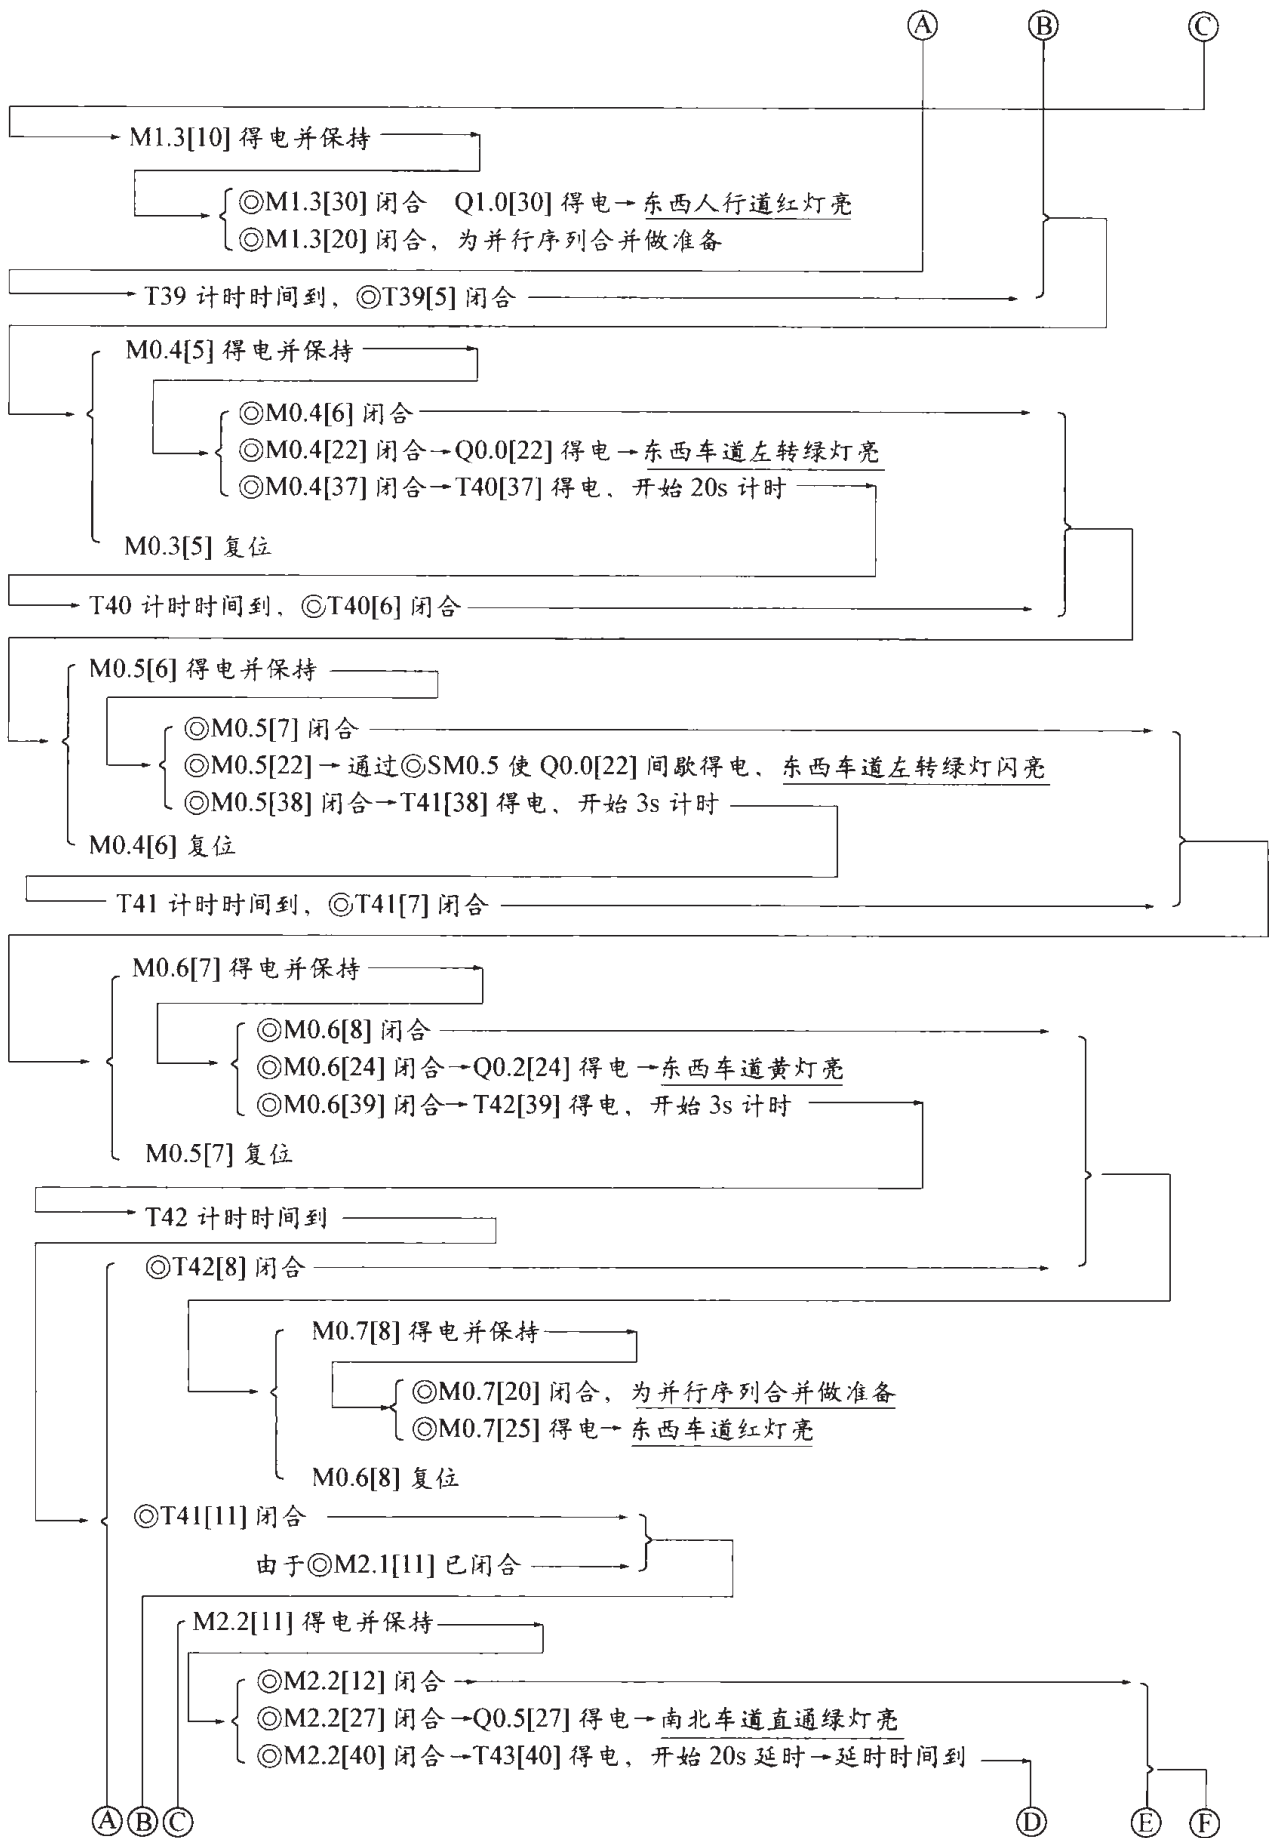 Ⓐ Ⓑ Ⓒ
M1.3[10] 得电并保持
◎M1.3[30] 闭合 Q1.0[30] 得电→东西人行道红灯亮
◎M1.3[20] 闭合，为并行序列合并做准备
T39 计时时间到，◎T39[5] 闭合
M0.4[5] 得电并保持
◎M0.4[6] 闭合
◎M0.4[22] 闭合→Q0.0[22] 得电→东西车道左转绿灯亮
◎M0.4[37] 闭合→T40[37] 得电、开始 20s 计时
M0.3[5] 复位
T40 计时时间到、◎T40[6] 闭合
M0.5[6] 得电并保持
◎M0.5[7] 闭合
◎M0.5[22]→通过◎SM0.5 使 Q0.0[22] 间歇得电、东西车道左转绿灯闪亮
◎M0.5[38] 闭合→T41[38] 得电、开始 3s 计时
M0.4[6] 复位
T41 计时时间到、◎T41[7] 闭合
M0.6[7] 得电并保持
◎M0.6[8] 闭合
◎M0.6[24] 闭合→Q0.2[24] 得电→东西车道黄灯亮
◎M0.6[39] 闭合→T42[39] 得电，开始 3s 计时
M0.5[7] 复位
T42 计时时间到
◎T42[8] 闭合
M0.7[8] 得电并保持
◎M0.7[20] 闭合、为并行序列合并做准备
◎M0.7[25] 得电→东西车道红灯亮
M0.6[8] 复位
◎T41[11] 闭合
由于◎M2.1[11] 已闭合
M2.2[11] 得电并保持
◎M2.2[12] 闭合
◎M2.2[27] 闭合→Q0.5[27] 得电→南北车道直通绿灯亮
◎M2.2[40] 闭合→T43[40] 得电，开始 20s 延时→延时时间到
Ⓐ Ⓑ Ⓒ Ⓓ Ⓔ Ⓕ